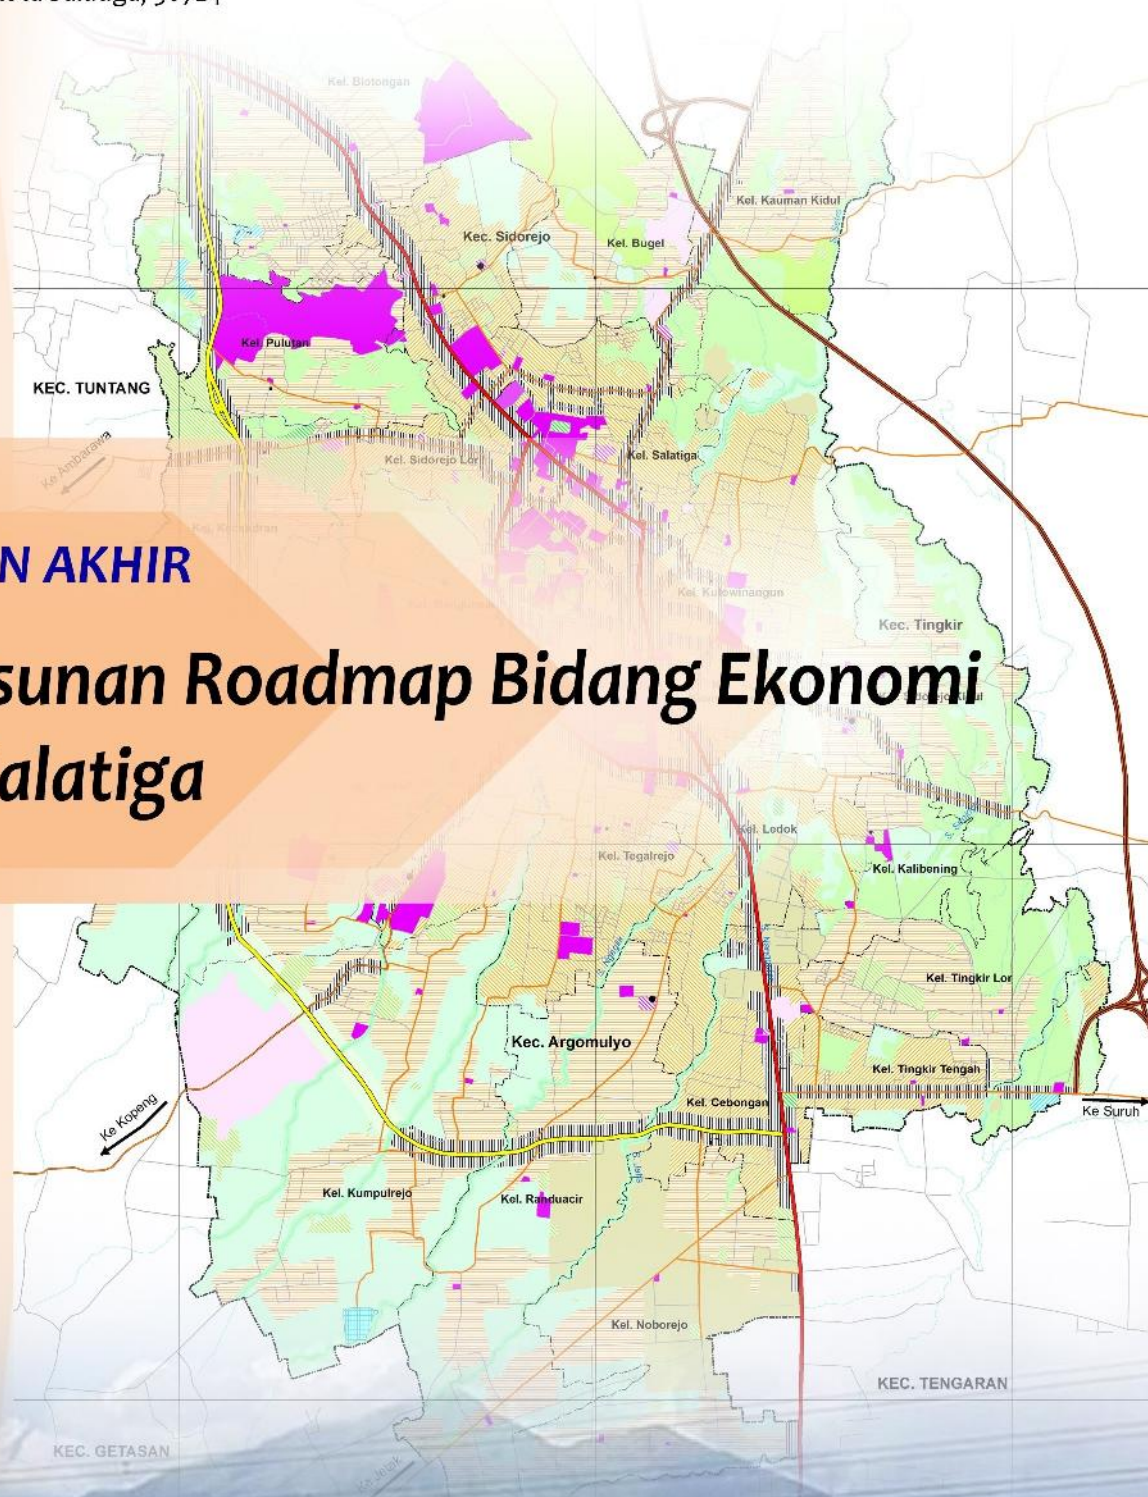 Kel. Blotongan
Kel. Kauman Kidul
Kec. Sidorejo
Kel. Bugel
Kel. Pulutan
KEC. TUNTANG
Kel. Salatiga
Kel. Sidorejo Lor
Ke Ambarawa
N AKHIR
Kel. Kutowinangun
Kec. Tingkir
sunan Roadmap Bidang Ekonomi
alatiga
Kel. Ledok
Kel. Tegalrejo
Kel. Kalibening
Kel. Tingkir Lor
Kec. Argomulyo
Kel. Tingkir Tengah
Kel. Cebongan
Ke Suruh
Ke Kopeng
Kel. Kumpulrejo
Kel. Randuacir
Kel. Noborejo
KEC. TENGARAN
KEC. GETASAN